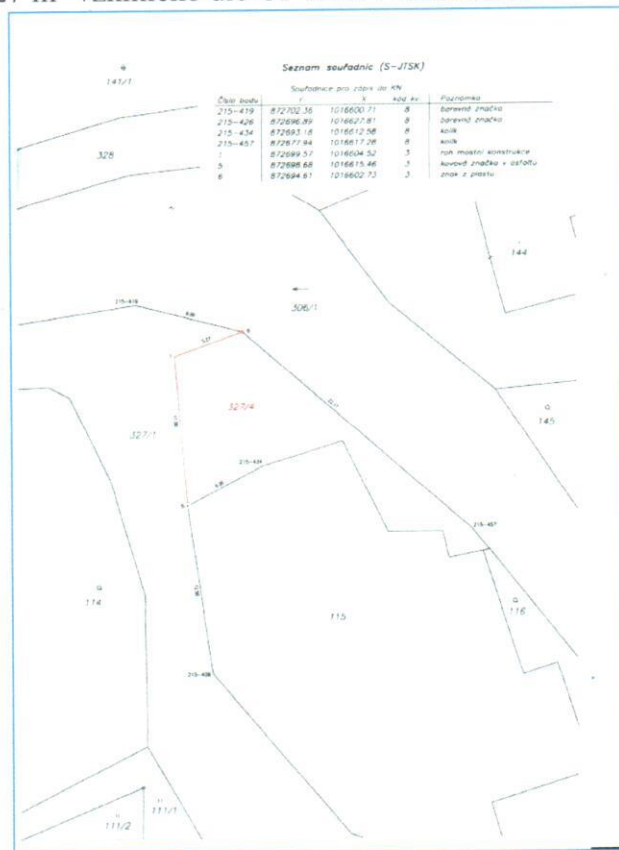 Seznam souřadnic (S-JTSK)
Souřadnice pro zápis do KN
Číslo bodu Y X kód kv. Poznámka
215-419 872702.36 1016600.71 8 barevná značka
215-426 872696.89 1016627.81 8 barevná značka
215-434 872693.18 1016612.56 8 kolík
215-457 872677.94 1016617.28 8 kolík
1 872699.57 1016604.52 3 roh mostní konstrukce
5 872698.68 1016615.46 3 kovová značka v asfaltu
6 872694.61 1016602.73 3 znak z plastu
141/1
328
144
306/1
215-419
6
1
327/4
145
327/1
215-434
5
215-457
114
115
116
215-426
111/1
111/2